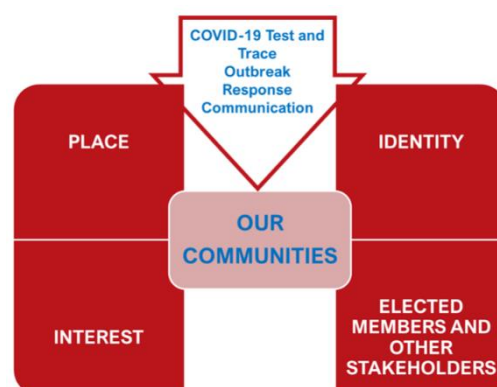 COVID-19 Test and
Trace
Outbreak
Response
Communication
PLACE
IDENTITY
OUR
COMMUNITIES
INTEREST
ELECTED
MEMBERS AND
OTHER
STAKEHOLDERS